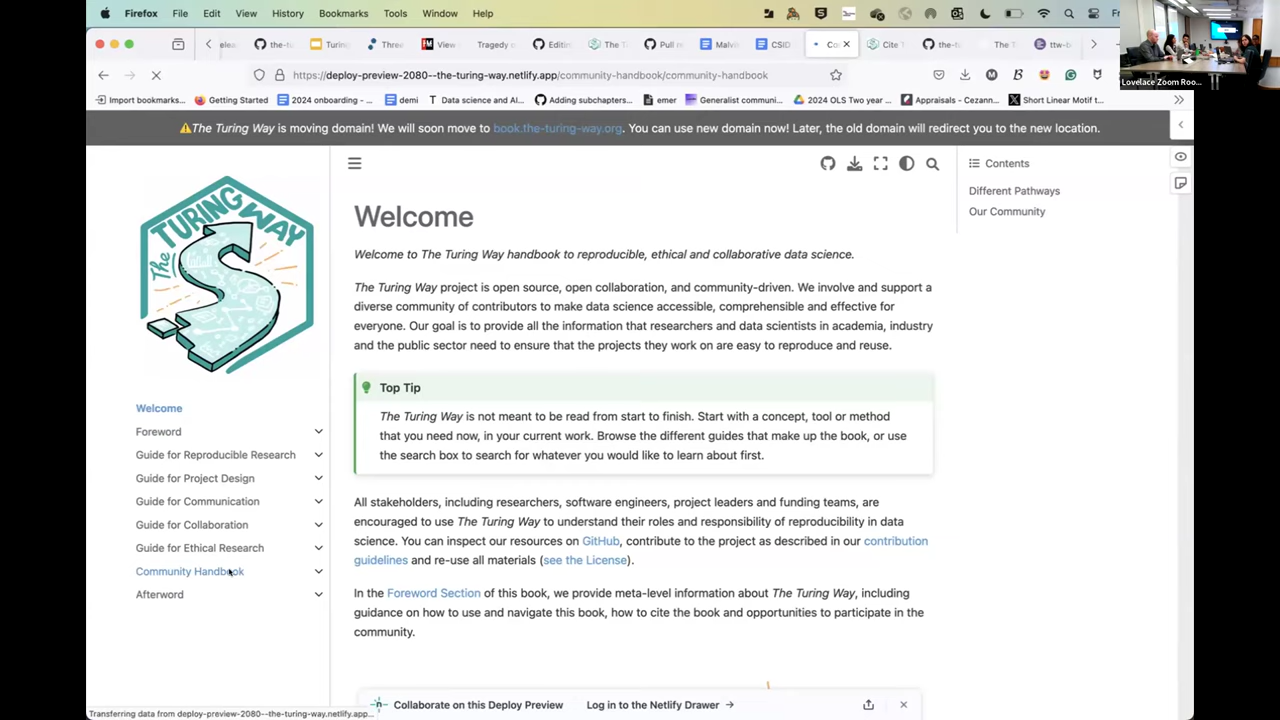 Firefox File Edit View History Bookmarks Tools Window Help
the-tu Turing Three View Tragedy c Editin The T Pull re Malvi CSID Co Cite T the-tu The Ti ttw-b
https://deploy-preview-2080--the-turing-way.netlify.app/community-handbook/community-handbook
Import bookmarks... Getting Started 2024 onboarning - ... demi Data science and AI... Adding subchapters... emer Generalist communi... 2024 OLS Two year ... Appraisals - Cezann... Short Linear Motif t...
Lovelace Zoom Roo...
⚠️The Turing Way is moving domain! We will soon move to book.the-turing-way.org. You can use new domain now! Later, the old domain will redirect you to the new location.
The TURING WAY
Welcome
Foreword
Guide for Reproducible Research
Guide for Project Design
Guide for Communication
Guide for Collaboration
Guide for Ethical Research
Community Handbook
Afterword
Welcome
Welcome to The Turing Way handbook to reproducible, ethical and collaborative data science.
The Turing Way project is open source, open collaboration, and community-driven. We involve and support a
diverse community of contributors to make data science accessible, comprehensible and effective for
everyone. Our goal is to provide all the information that researchers and data scientists in academia, industry
and the public sector need to ensure that the projects they work on are easy to reproduce and reuse.
Top Tip
The Turing Way is not meant to be read from start to finish. Start with a concept, tool or method
that you need now, in your current work. Browse the different guides that make up the book, or use
the search box to search for whatever you would like to learn about first.
All stakeholders, including researchers, software engineers, project leaders and funding teams, are
encouraged to use The Turing Way to understand their roles and responsibility of reproducibility in data
science. You can inspect our resources on GitHub, contribute to the project as described in our contribution
guidelines and re-use all materials (see the License).
In the Foreword Section of this book, we provide meta-level information about The Turing Way, including
guidance on how to use and navigate this book, how to cite the book and opportunities to participate in the
community.
Contents
Different Pathways
Our Community
Collaborate on this Deploy Preview Log in to the Netlify Drawer →
Transferring data from deploy-preview-2080--the-turing-way.netlify.app...